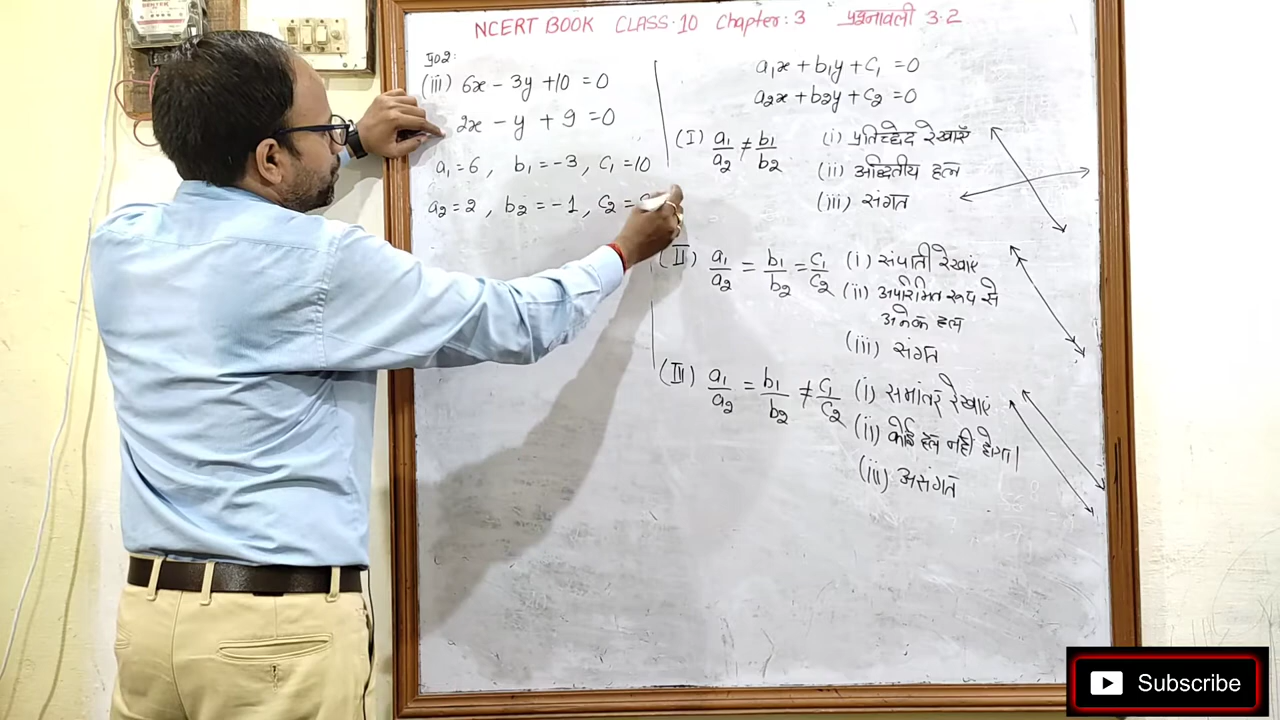 NCERT BOOK CLASS.10 Chapter: 3 प्रश्नावली 3.2
प्र०2:
(iii) 6x - 3y + 10 = 0
2x - y + 9 = 0
a₁ = 6, b₁ = -3, c₁ = 10
a₂ = 2, b₂ = -1, c₂ =
a₁x + b₁y + c₁ = 0
a₂x + b₂y + c₂ = 0
(I) a₁/a₂ ≠ b₁/b₂ (i) प्रतिच्छेद रेखाएँ
(ii) अद्वितीय हल
(iii) संगत
(II) a₁/a₂ = b₁/b₂ = c₁/c₂ (i) संपाती रेखाएं
(ii) अपरिमित रूप से
अनेक हल
(iii) संगत
(III) a₁/a₂ = b₁/b₂ ≠ c₁/c₂ (i) समांतर रेखाएं
(ii) कोई हल नही होगा।
(iii) असंगत
Subscribe